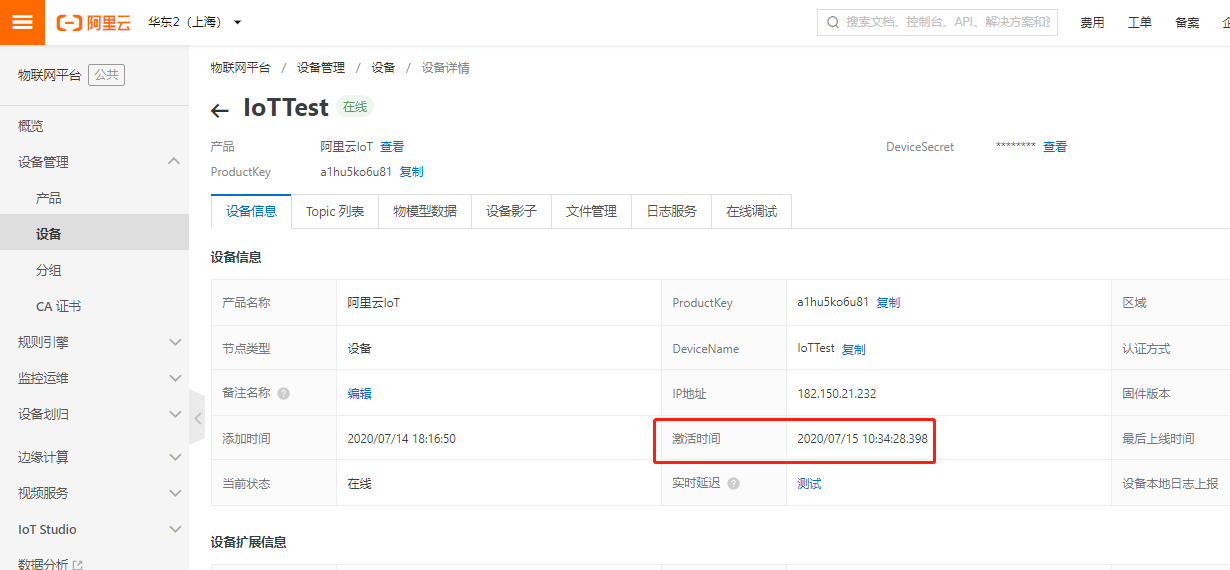 阿里云 华东2（上海） 搜索文档、控制台、API、解决方案和资 费用 工单 备案
物联网平台 公共
物联网平台 / 设备管理 / 设备 / 设备详情
← IoTTest 在线
概览
产品 阿里云IoT 查看 DeviceSecret ******** 查看
设备管理
ProductKey a1hu5ko6u81 复制
产品
设备信息 Topic 列表 物模型数据 设备影子 文件管理 日志服务 在线调试
设备
设备信息
分组
产品名称 阿里云IoT ProductKey a1hu5ko6u81 复制 区域
CA 证书
规则引擎
节点类型 设备 DeviceName IoTTest 复制 认证方式
监控运维
备注名称 ? 编辑 IP地址 182.150.21.232 固件版本
设备划归
添加时间 2020/07/14 18:16:50 激活时间 2020/07/15 10:34:28.398 最后上线时间
边缘计算
当前状态 在线 实时延迟 ? 测试 设备本地日志上报
视频服务
IoT Studio
设备扩展信息
数据分析